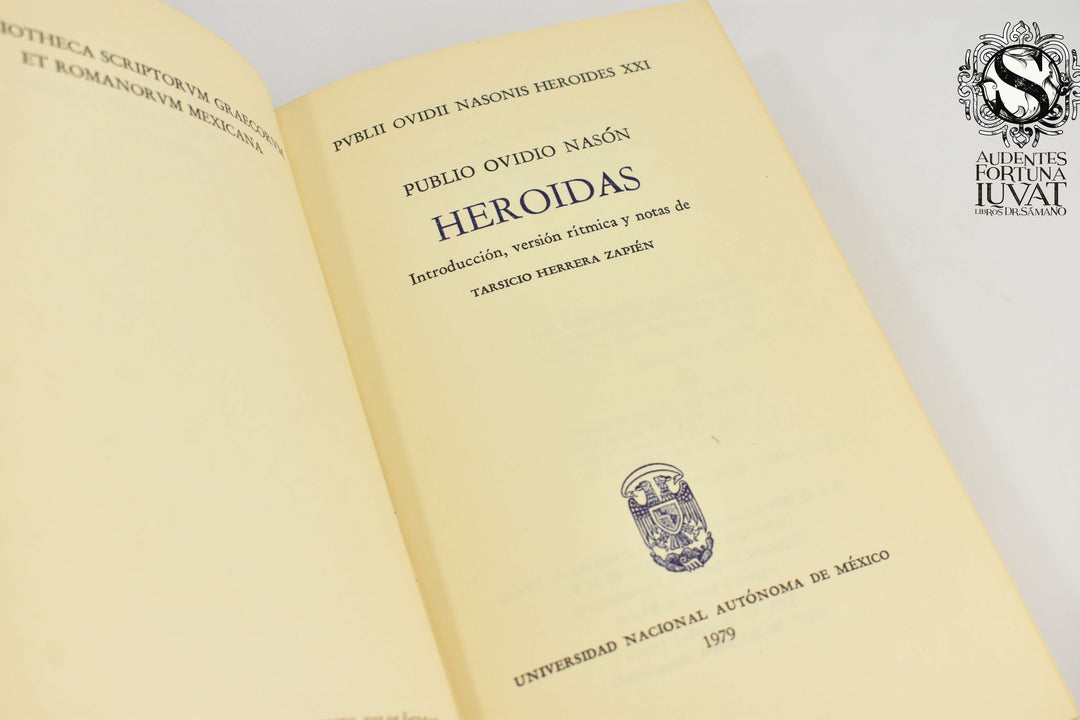 SCRIPTORVM GRAECORVM
ET ROMANORVM MEXICANA
PVBLII OVIDII NASONIS HEROIDES XXI
PUBLIO OVIDIO NASÓN
HEROIDAS
Introducción, versión rítmica y notas de
TARSICIO HERRERA ZAPIÉN
UNIVERSIDAD NACIONAL AUTÓNOMA DE MÉXICO
1979
S
AUDENTES
FORTUNA
IUVAT
LIBROS DR. SÁMANO